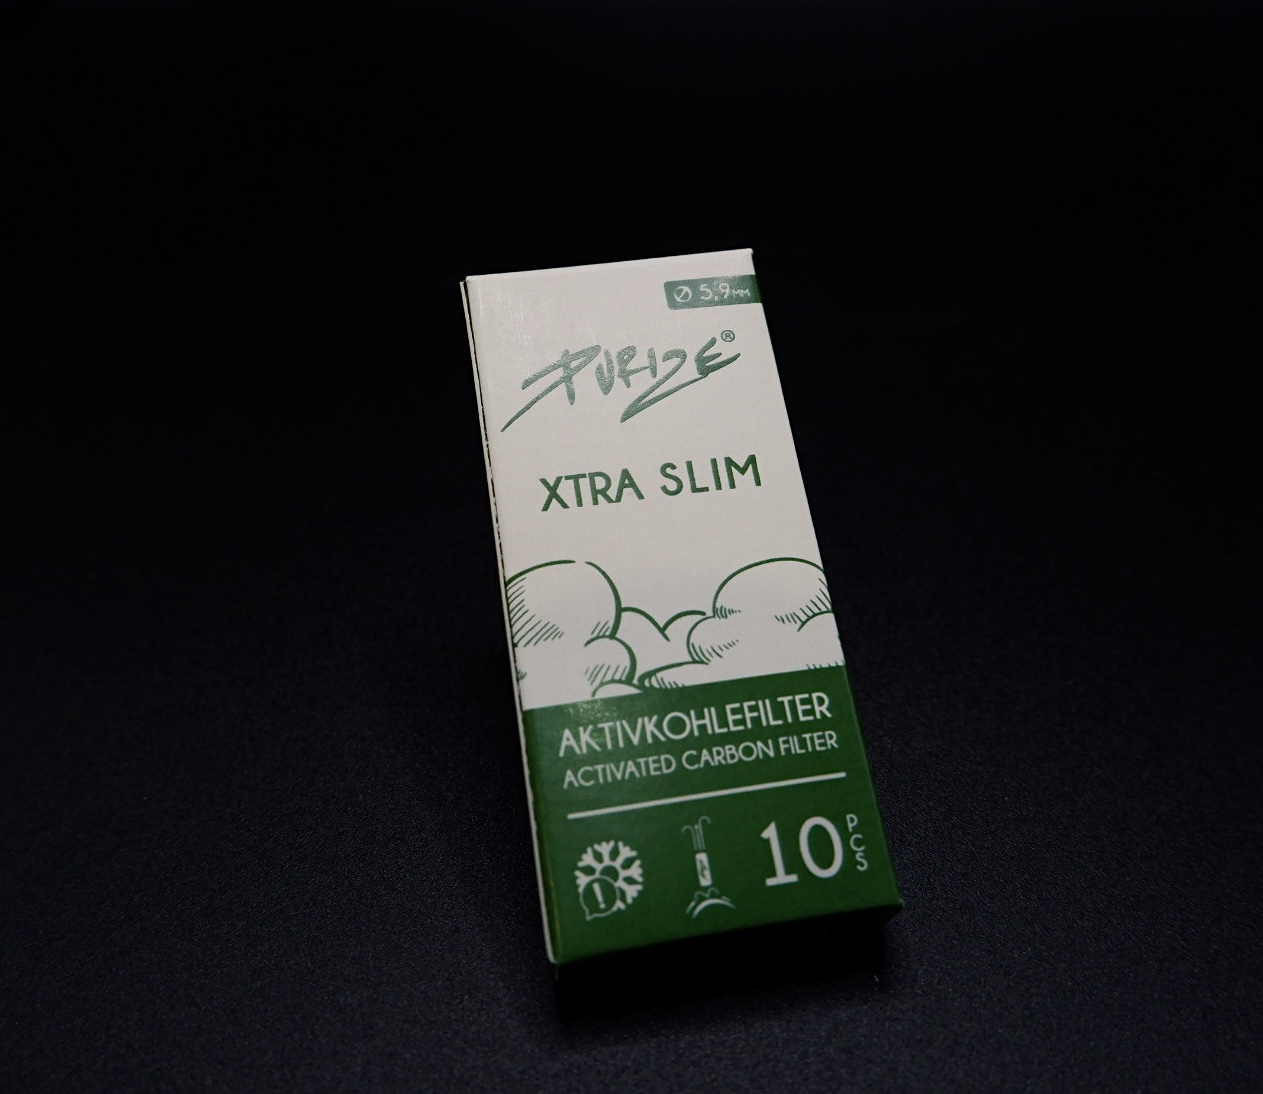 Ø 5,9MM
PURIZE®
XTRA SLIM
AKTIVKOHLEFILTER
ACTIVATED CARBON FILTER
10 PCS